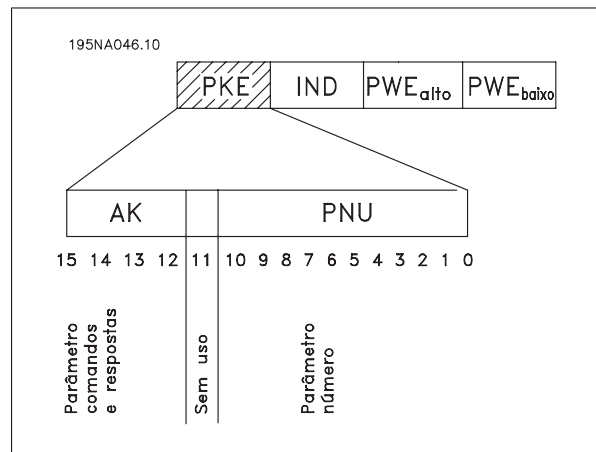 195NA046.10
PKE IND PWEalto PWEbaixo
AK PNU
15 14 13 12 11 10 9 8 7 6 5 4 3 2 1 0
Parâmetro
comandos
e respostas
Sem uso
Parâmetro
número